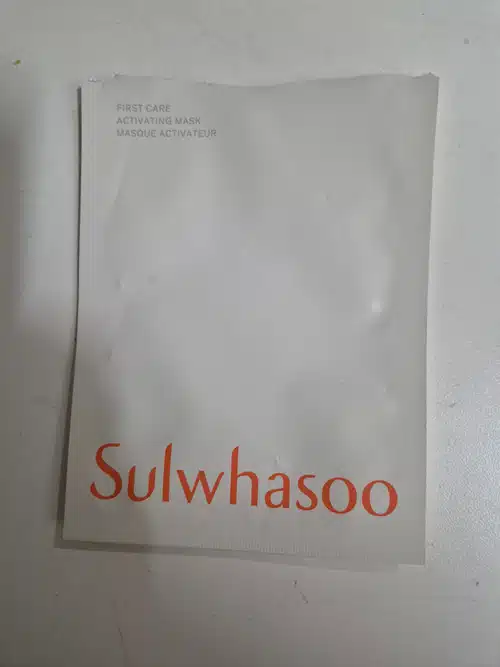 FIRST CARE
ACTIVATING MASK
MASQUE ACTIVATEUR
Sulwhasoo